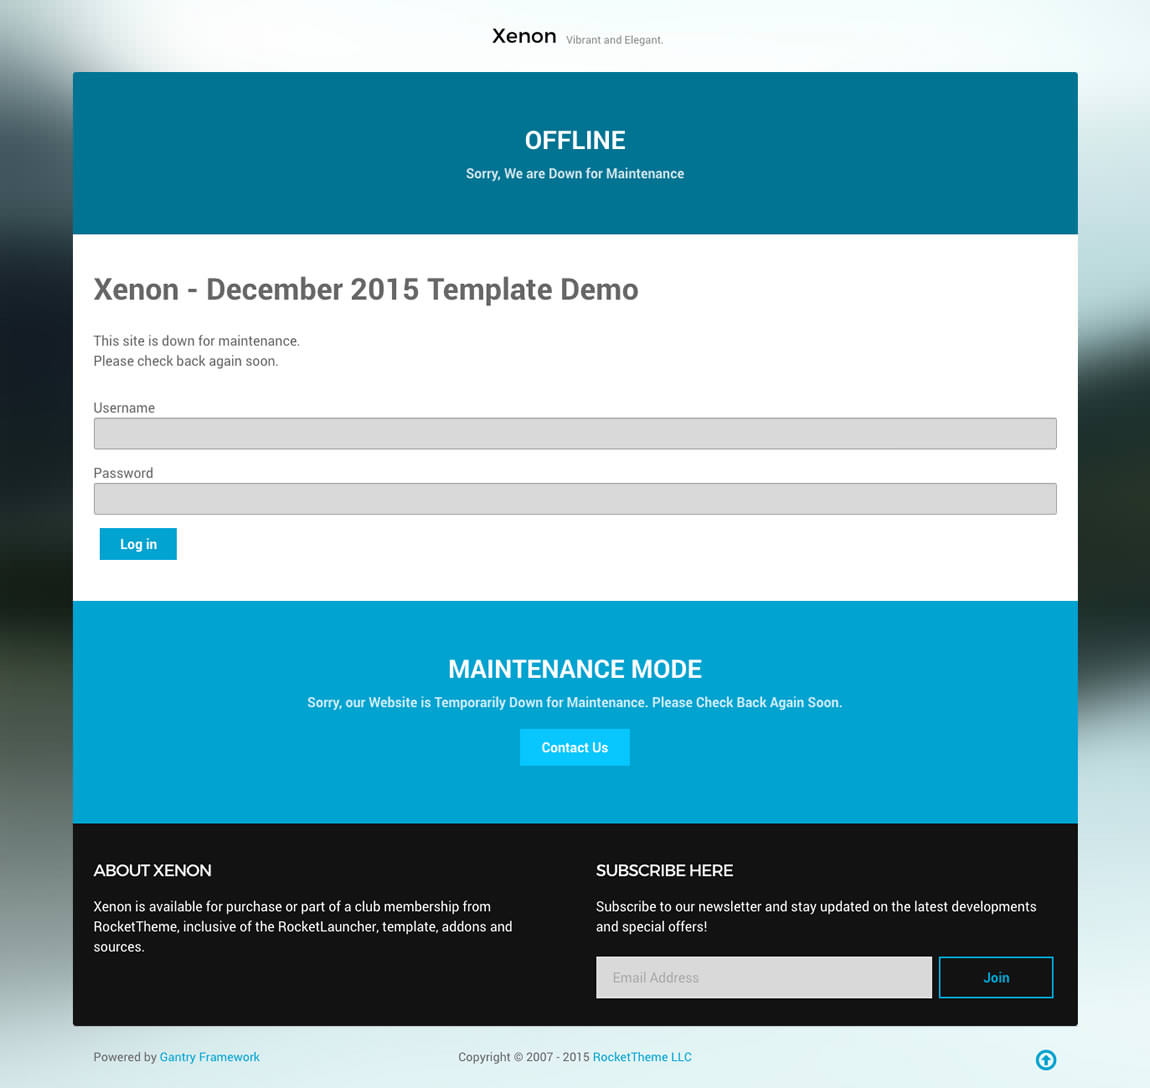 Xenon Vibrant and Elegant.
OFFLINE
Sorry, We are Down for Maintenance
Xenon - December 2015 Template Demo
This site is down for maintenance.
Please check back again soon.
Username
Password
Log in
MAINTENANCE MODE
Sorry, our Website is Temporarily Down for Maintenance. Please Check Back Again Soon.
Contact Us
ABOUT XENON
Xenon is available for purchase or part of a club membership from
RocketTheme, inclusive of the RocketLauncher, template, addons and
sources.
SUBSCRIBE HERE
Subscribe to our newsletter and stay updated on the latest developments
and special offers!
Email Address
Join
Powered by Gantry Framework
Copyright © 2007 - 2015 RocketTheme LLC